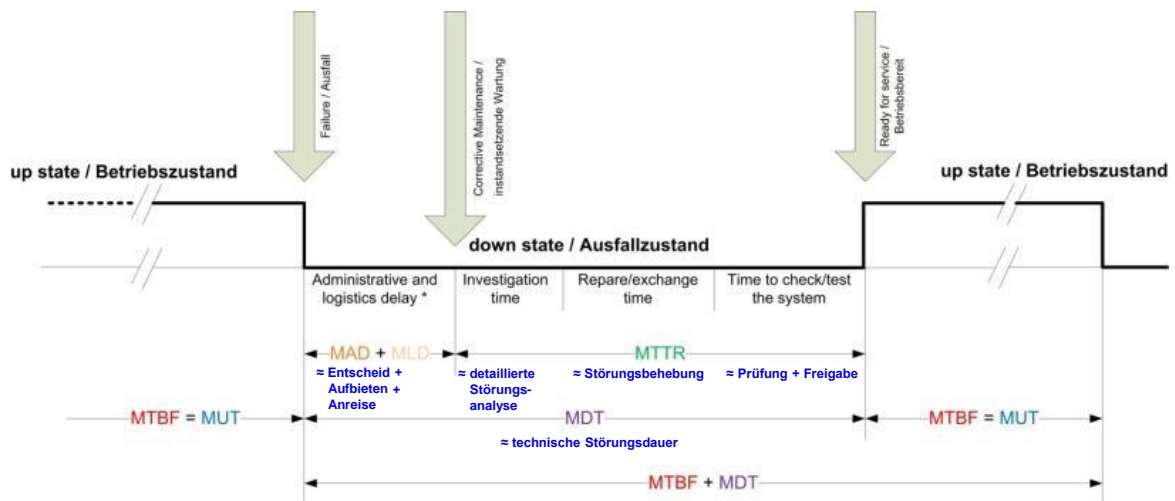 Failure / Ausfall
Corrective Maintenance /
instandsetzende Wartung
Ready for service /
Betriebsbereit
up state / Betriebszustand
up state / Betriebszustand
down state / Ausfallzustand
Administrative and
logistics delay *
Investigation
time
Repare/exchange
time
Time to check/test
the system
MAD + MLD
MTTR
≈ Entscheid +
Aufbieten +
Anreise
≈ detaillierte
Störungs-
analyse
≈ Störungsbehebung
≈ Prüfung + Freigabe
MTBF = MUT
MDT
MTBF = MUT
≈ technische Störungsdauer
MTBF + MDT